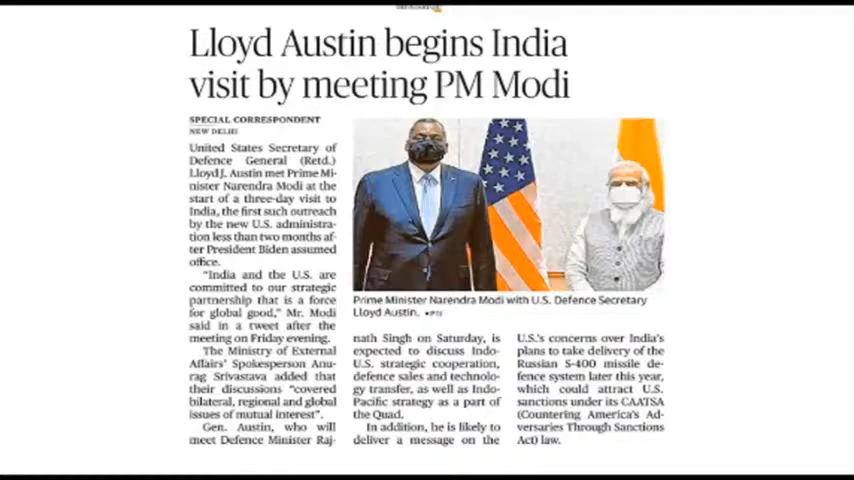 Lloyd Austin begins India
visit by meeting PM Modi
SPECIAL CORRESPONDENT
NEW DELHI
United States Secretary of
Defence General (Retd.)
Lloyd J. Austin met Prime Mi-
nister Narendra Modi at the
start of a three-day visit to
India, the first such outreach
by the new U.S. administra-
tion less than two months af-
ter President Biden assumed
office.
“India and the U.S. are
committed to our strategic
partnership that is a force
for global good,” Mr. Modi
said in a tweet after the
meeting on Friday evening.
The Ministry of External
Affairs’ Spokesperson Anu-
rag Srivastava added that
their discussions “covered
bilateral, regional and global
issues of mutual interest”.
Gen. Austin, who will
meet Defence Minister Raj-
Prime Minister Narendra Modi with U.S. Defence Secretary
Lloyd Austin.
nath Singh on Saturday, is
expected to discuss Indo-
U.S. strategic cooperation,
defence sales and technolo-
gy transfer, as well as Indo-
Pacific strategy as a part of
the Quad.
In addition, he is likely to
deliver a message on the
U.S.’s concerns over India’s
plans to take delivery of the
Russian S-400 missile de-
fence system later this year,
which could attract U.S.
sanctions under its CAATSA
(Countering America’s Ad-
versaries Through Sanctions
Act) law.